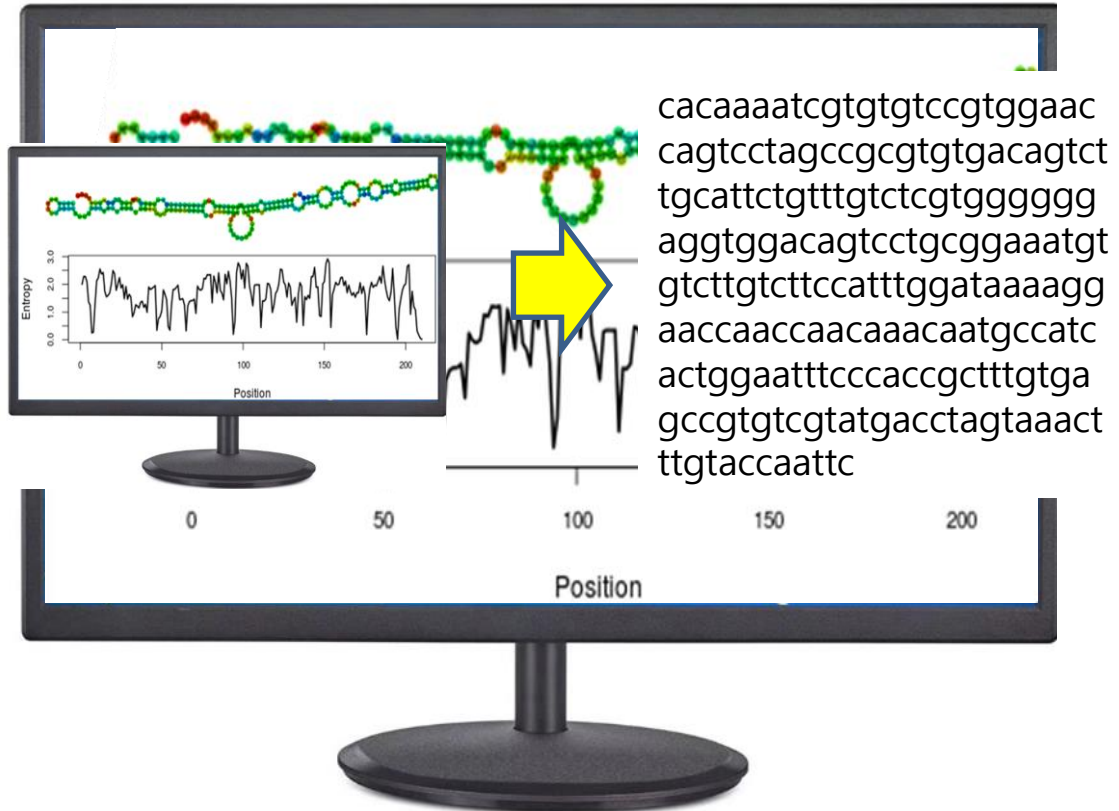 cacaaaatcgtgtgtccgtggaac
cagtcctagccgcgtgtgacagtct
tgcattctgtttgtctcgtgggggg
aggtggacagtcctgcggaaatgt
gtcttgtcttccatttggataaaagg
aaccaaccaacaaacaatgccatc
actggaatttcccaccgctttgtga
gccgtgtcgtatgacctagtaaact
ttgtaccaattc
3.0
2.0
1.0
0.0
Entropy
0 50 100 150 200
Position
0 50 100 150 200
Position